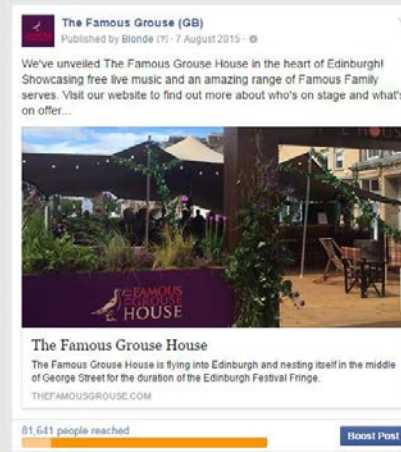 The Famous Grouse (GB)
Published by Blonde [?] · 7 August 2015 ·
We've unveiled The Famous Grouse House in the heart of Edinburgh!
Showcasing free live music and an amazing range of Famous Family
serves. Visit our website to find out more about who's on stage and what's
on offer...
THE FAMOUS
GROUSE
HOUSE
The Famous Grouse House
The Famous Grouse House is flying into Edinburgh and nesting itself in the middle
of George Street for the duration of the Edinburgh Festival Fringe.
THEFAMOUSGROUSE.COM
81,641 people reached
Boost Post